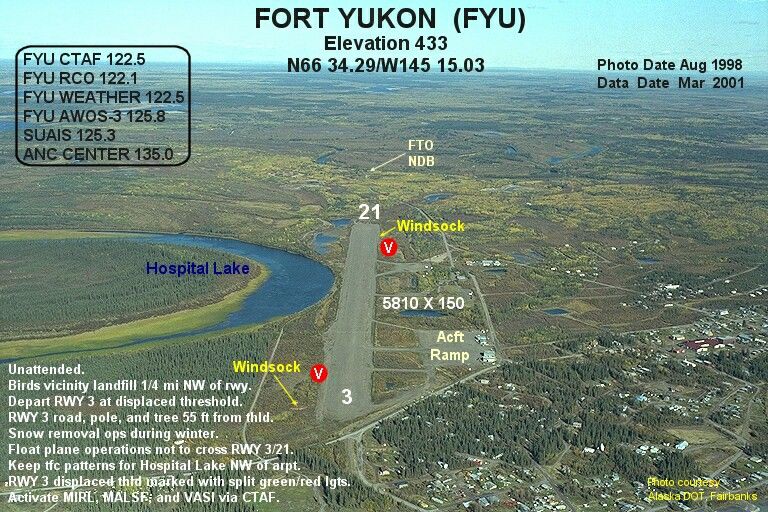 FORT YUKON (FYU)
Elevation 433
N66 34.29/W145 15.03
FYU CTAF 122.5
FYU RCO 122.1
FYU WEATHER 122.5
FYU AWOS-3 125.8
SUAIS 125.3
ANC CENTER 135.0
Photo Date Aug 1998
Data Date Mar 2001
FTO
NDB
21
Windsock
V
Hospital Lake
5810 X 150
Acft
Ramp
Windsock
V
3
Unattended.
Birds vicinity landfill 1/4 mi NW of rwy.
Depart RWY 3 at displaced threshold.
RWY 3 road, pole, and tree 55 ft from thld.
Snow removal ops during winter.
Float plane operations not to cross RWY 3/21.
Keep tfc patterns for Hospital Lake NW of arpt.
RWY 3 displaced thld marked with split green/red lgts.
Activate MIRL, MALSF, and VASI via CTAF.
Photo courtesy
Alaska DOT, Fairbanks